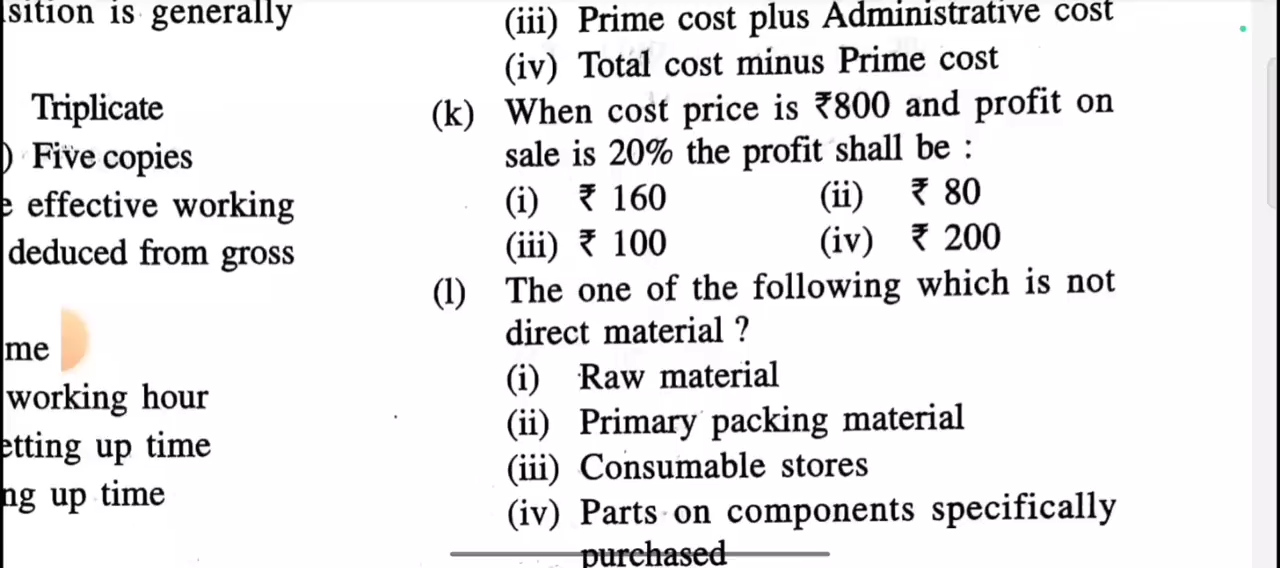 sition is generally
Triplicate
) Five copies
e effective working
deduced from gross
me
working hour
etting up time
ng up time
(iii) Prime cost plus Administrative cost
(iv) Total cost minus Prime cost
(k) When cost price is ₹800 and profit on
sale is 20% the profit shall be :
(i) ₹ 160 (ii) ₹ 80
(iii) ₹ 100 (iv) ₹ 200
(l) The one of the following which is not
direct material ?
(i) Raw material
(ii) Primary packing material
(iii) Consumable stores
(iv) Parts on components specifically
purchased